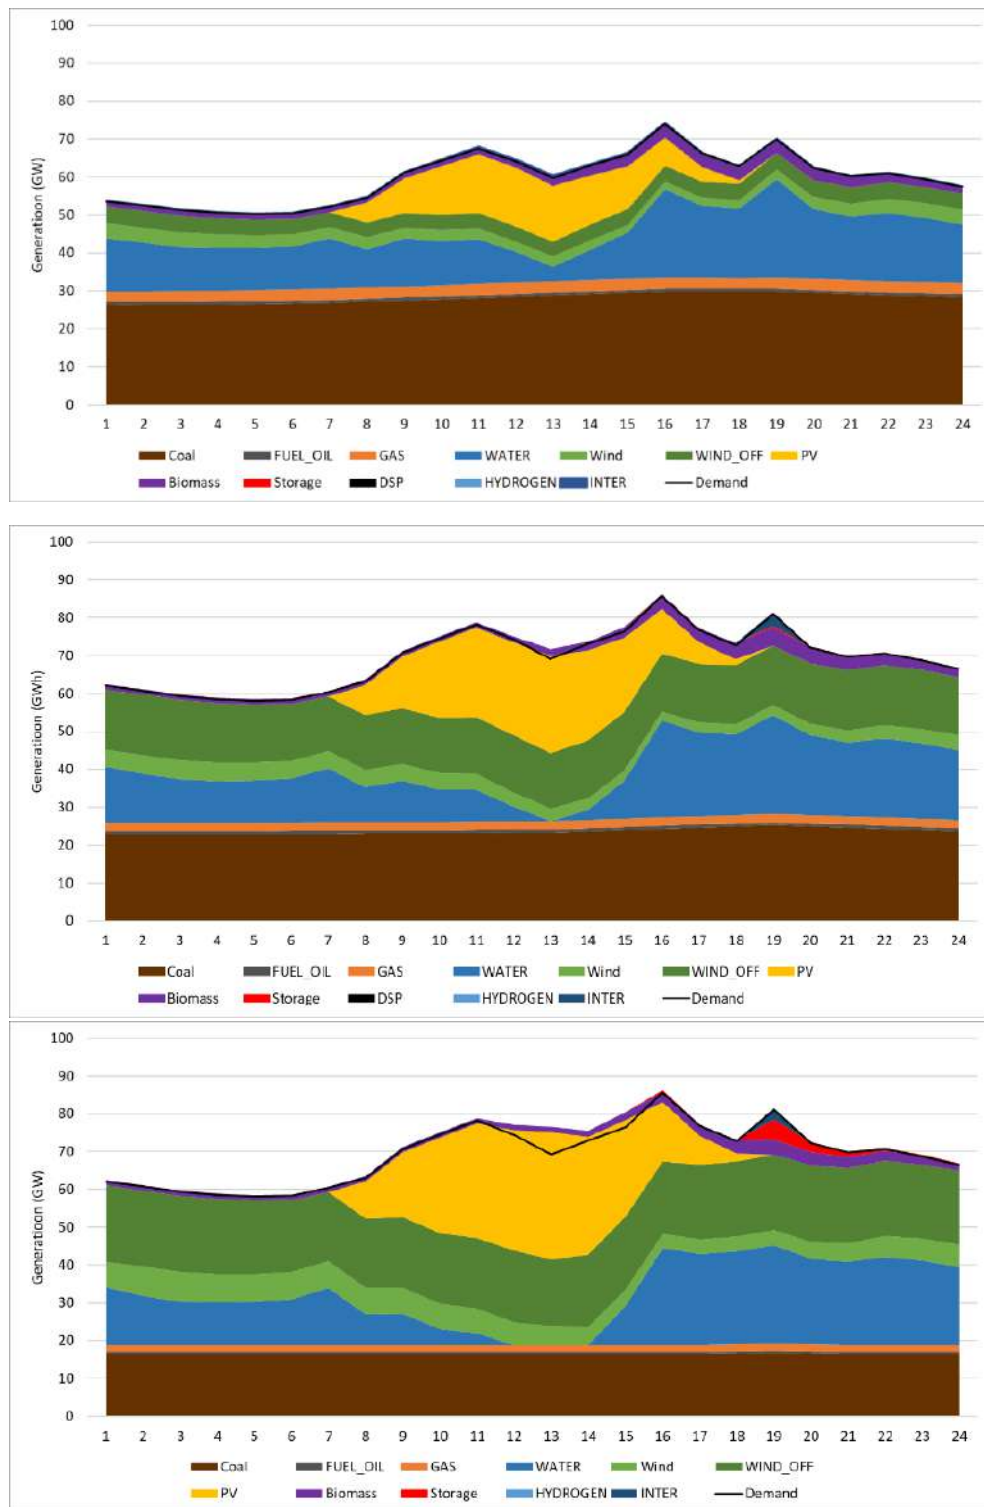 100
90
80
70
60
50
40
30
20
10
0
Generatioon (GW)
1 2 3 4 5 6 7 8 9 10 11 12 13 14 15 16 17 18 19 20 21 22 23 24
Coal FUEL_OIL GAS WATER Wind WIND_OFF PV
Biomass Storage DSP HYDROGEN INTER Demand
100
90
80
70
60
50
40
30
20
10
0
Generatioon (GWh)
1 2 3 4 5 6 7 8 9 10 11 12 13 14 15 16 17 18 19 20 21 22 23 24
Coal FUEL_OIL GAS WATER Wind WIND_OFF PV
Biomass Storage DSP HYDROGEN INTER Demand
100
90
80
70
60
50
40
30
20
10
0
Generatioon (GW)
1 2 3 4 5 6 7 8 9 10 11 12 13 14 15 16 17 18 19 20 21 22 23 24
Coal FUEL_OIL GAS WATER Wind WIND_OFF
PV Biomass Storage HYDROGEN INTER Demand